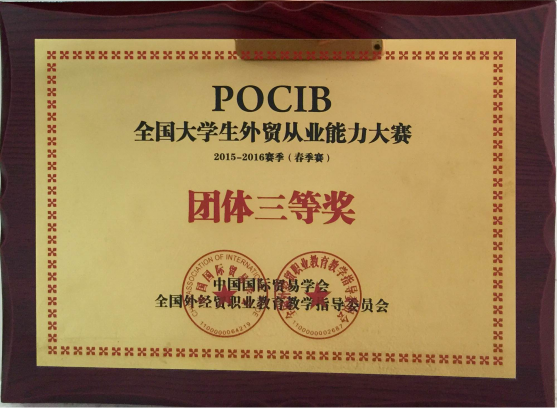 POCIB
全国大学生外贸从业能力大赛
2015-2016赛季（春季赛）
团体三等奖
中国国际贸易学会
全国外经贸职业教育教学指导委员会